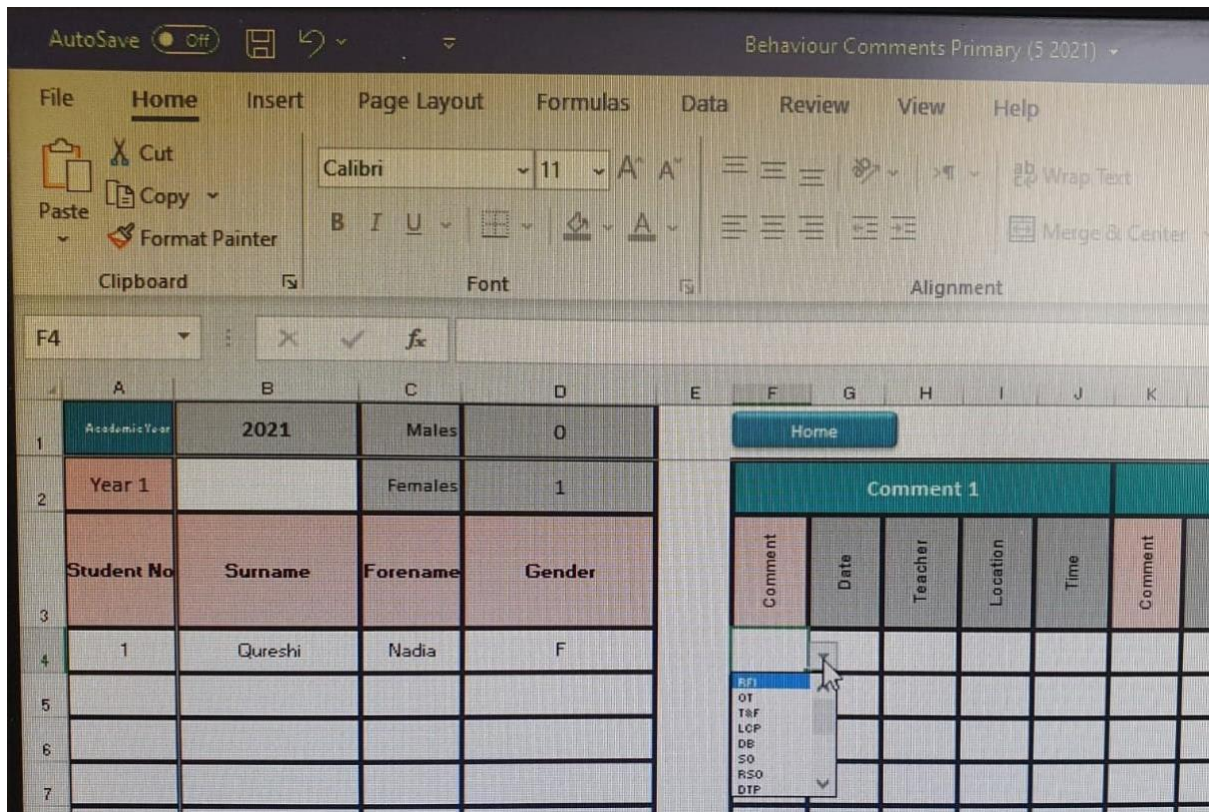 AutoSave Off
Behaviour Comments Primary (5 2021)
File Home Insert Page Layout Formulas Data Review View Help
Paste
Cut
Copy
Format Painter
Clipboard
Calibri 11 A^ A˅
B I U A
Font
ab Wrap Text
Merge & Center
Alignment
F4 fx
A B C D E F G H I J K
1 Academic Year 2021 Males 0 Home
2 Year 1 Females 1 Comment 1
3 Student No Surname Forename Gender Comment Date Teacher Location Time Comment
4 1 Qureshi Nadia F
RFI
5
OT
T&F
LCP
6
DB
SO
RSO
7
DTP